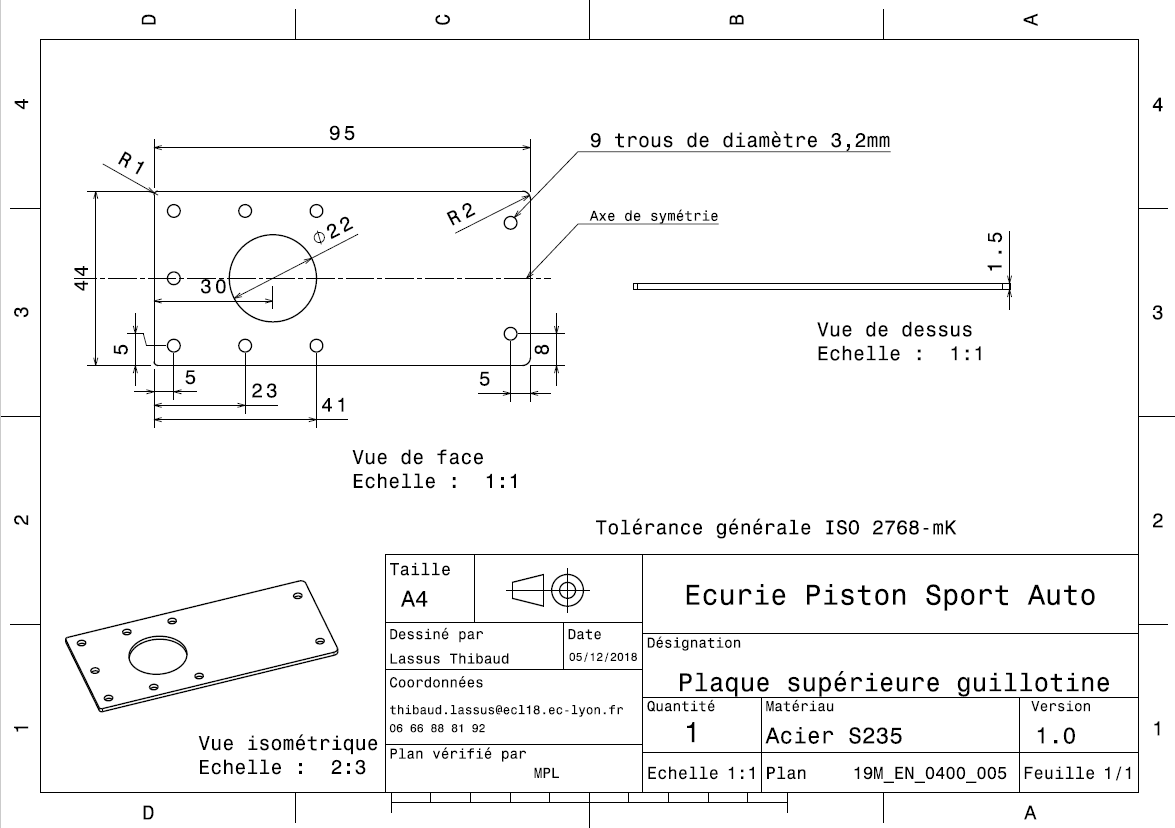 D
C
B
A
4
4
95
9 trous de diamètre 3,2mm
R1
R2
Axe de symétrie
Ø22
1.5
44
30
3
3
5
8
Vue de dessus
Echelle : 1:1
5
5
23
41
Vue de face
Echelle : 1:1
2
2
Tolérance générale ISO 2768-mK
Taille
A4
Ecurie Piston Sport Auto
Dessiné par
Lassus Thibaud
Date
05/12/2018
Désignation
Plaque supérieure guillotine
Coordonnées
thibaud.lassus@ecl18.ec-lyon.fr
06 66 88 81 92
Quantité
1
Matériau
Acier S235
Version
1.0
1
1
Vue isométrique
Echelle : 2:3
Plan vérifié par
MPL
Echelle 1:1
Plan 19M_EN_0400_005
Feuille 1/1
D
A